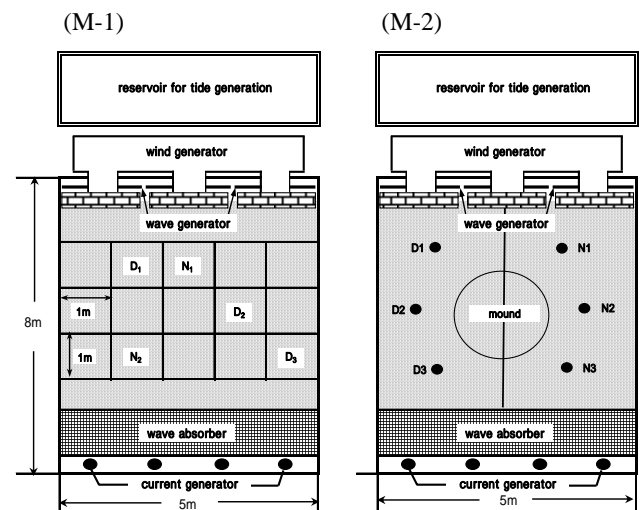 (M-1)
reservoir for tide generation
wind generator
wave generator
D1 N1
D2
N2 D3
1m
1m
8m
wave absorber
current generator
5m
(M-2)
reservoir for tide generation
wind generator
wave generator
D1 N1
D2 mound N2
D3 N3
wave absorber
current generator
5m